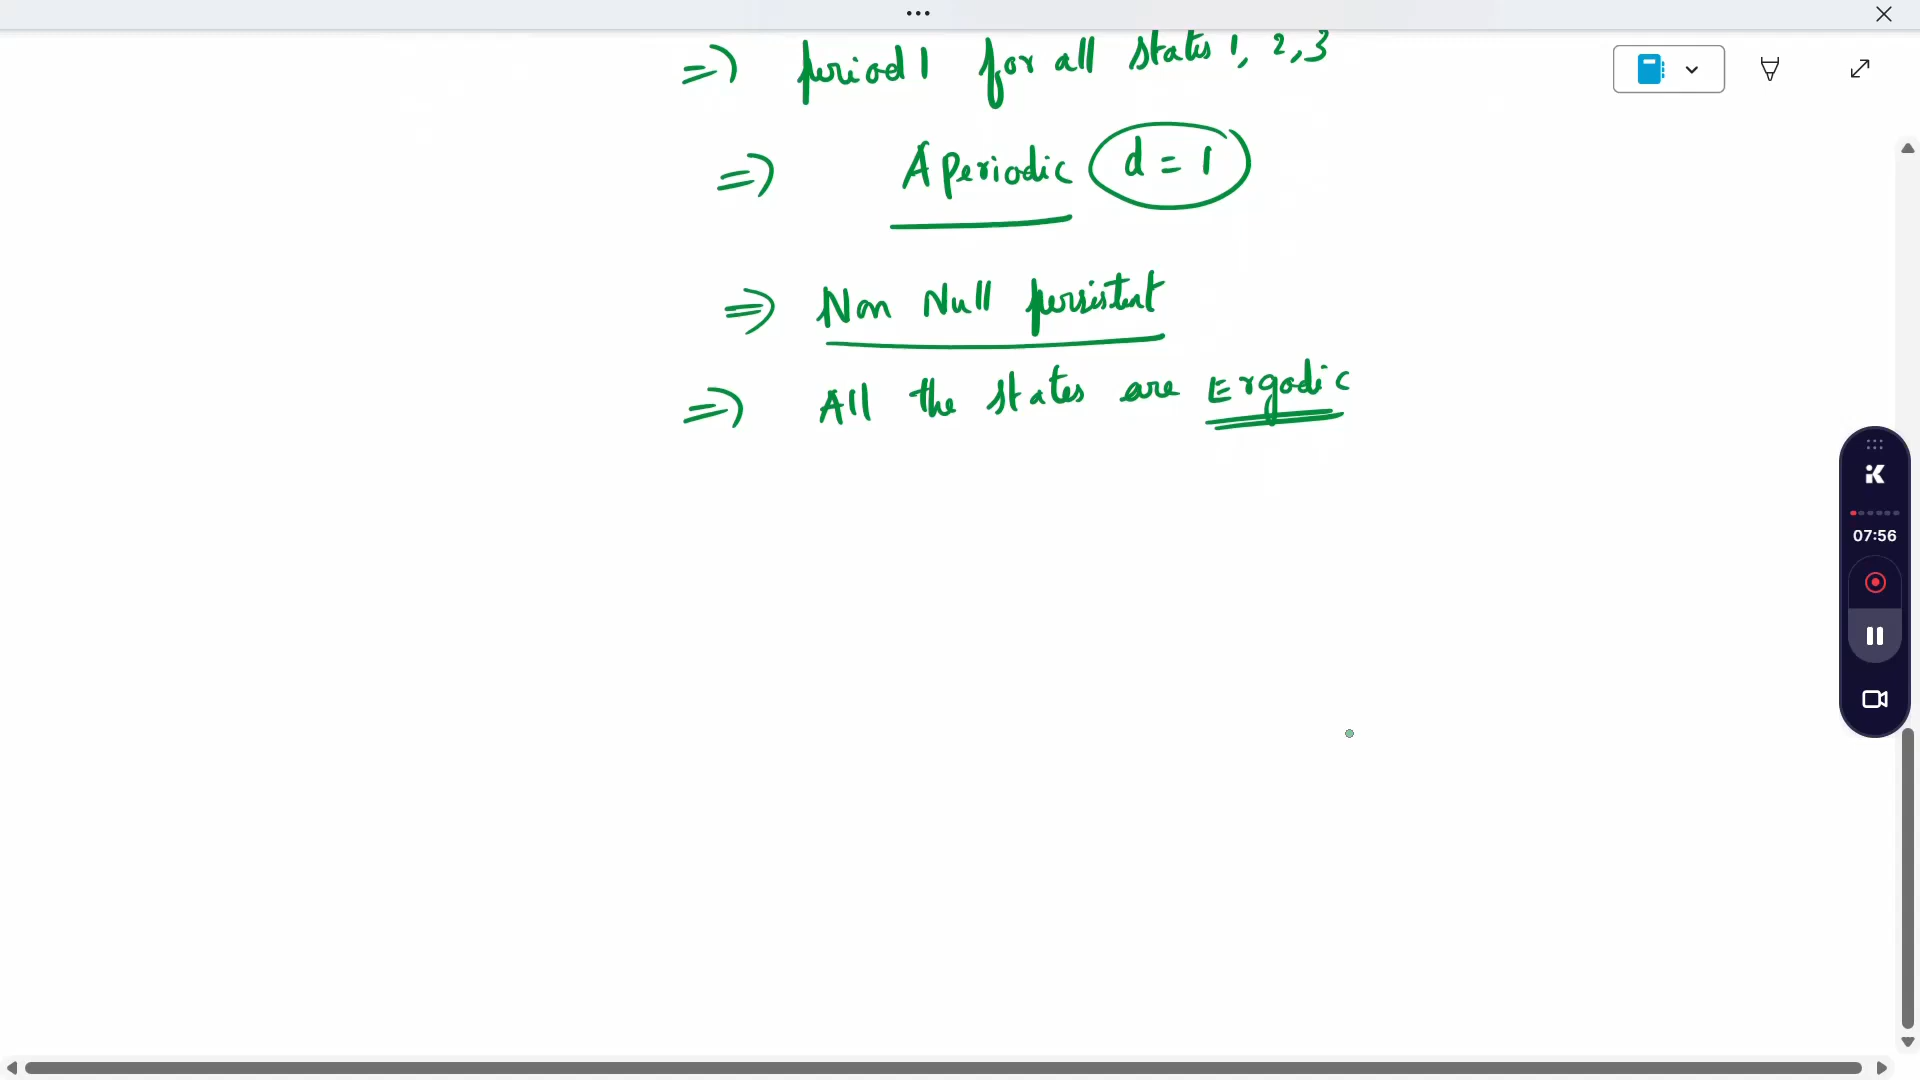 => period 1 for all states 1, 2, 3
=> Aperiodic d = 1
=> Non Null persistent
=> All the states are Ergodic
07:56